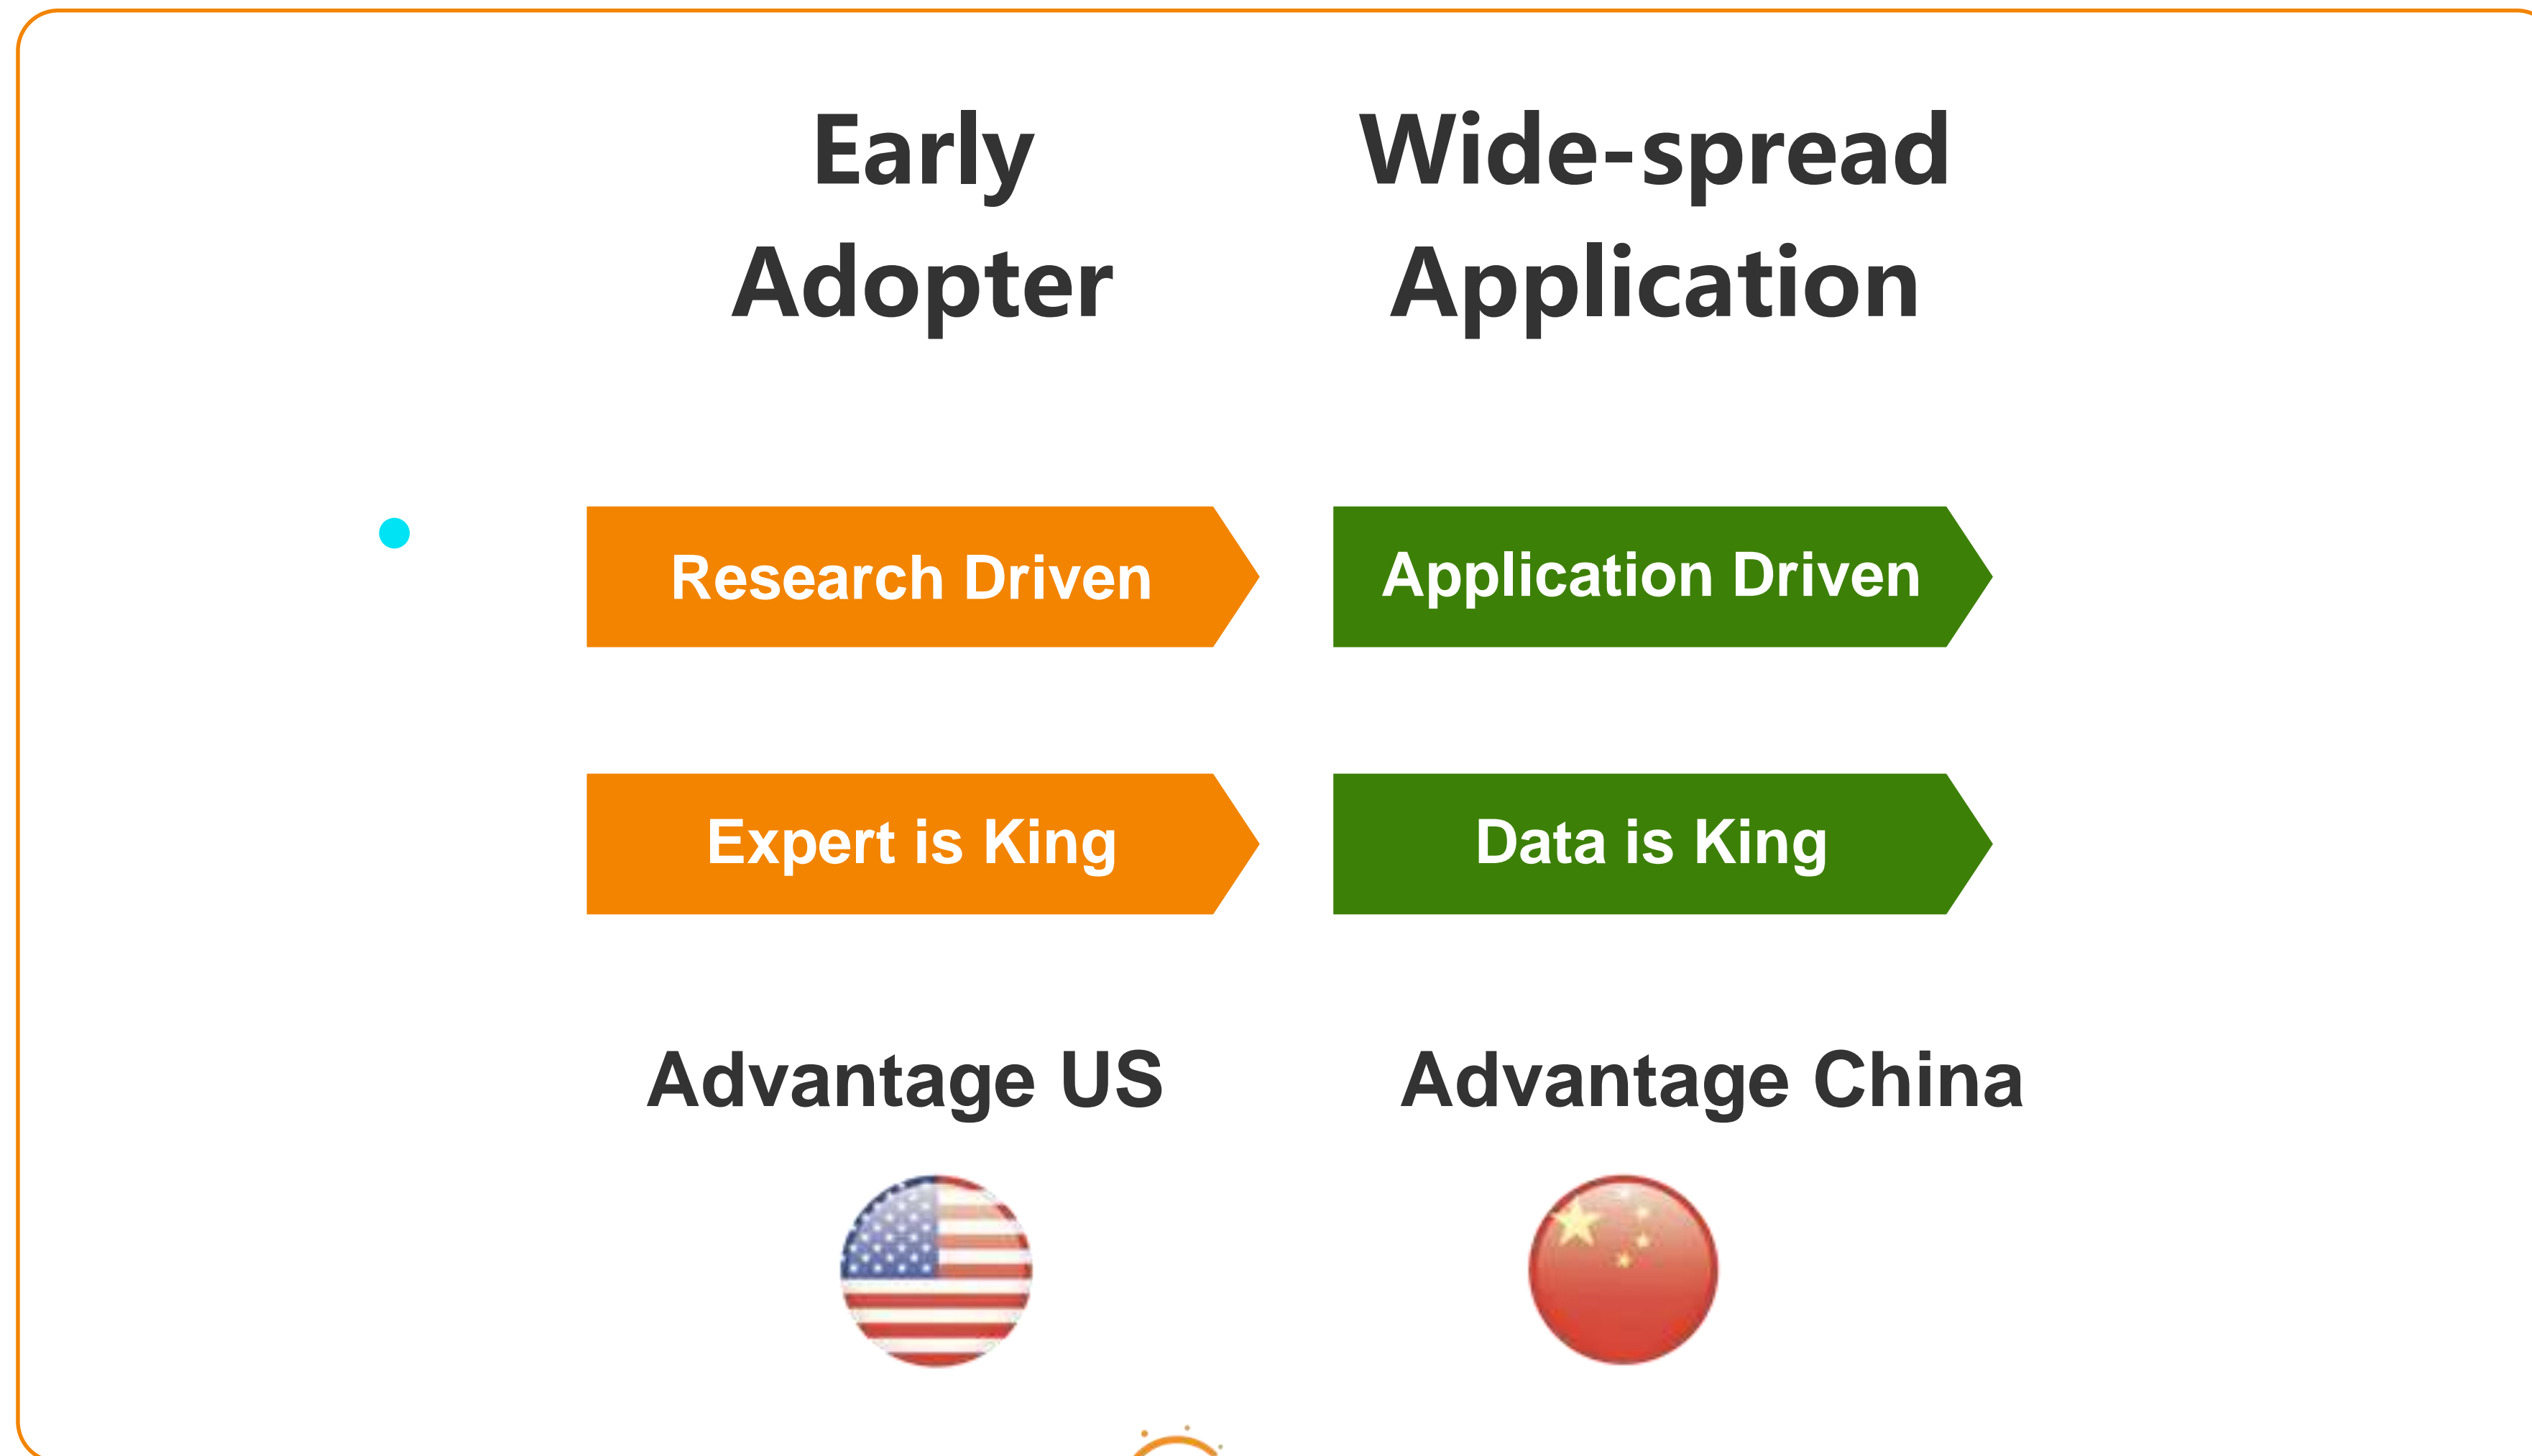 Early
Adopter
Wide-spread
Application
Research Driven
Application Driven
Expert is King
Data is King
Advantage US
Advantage China